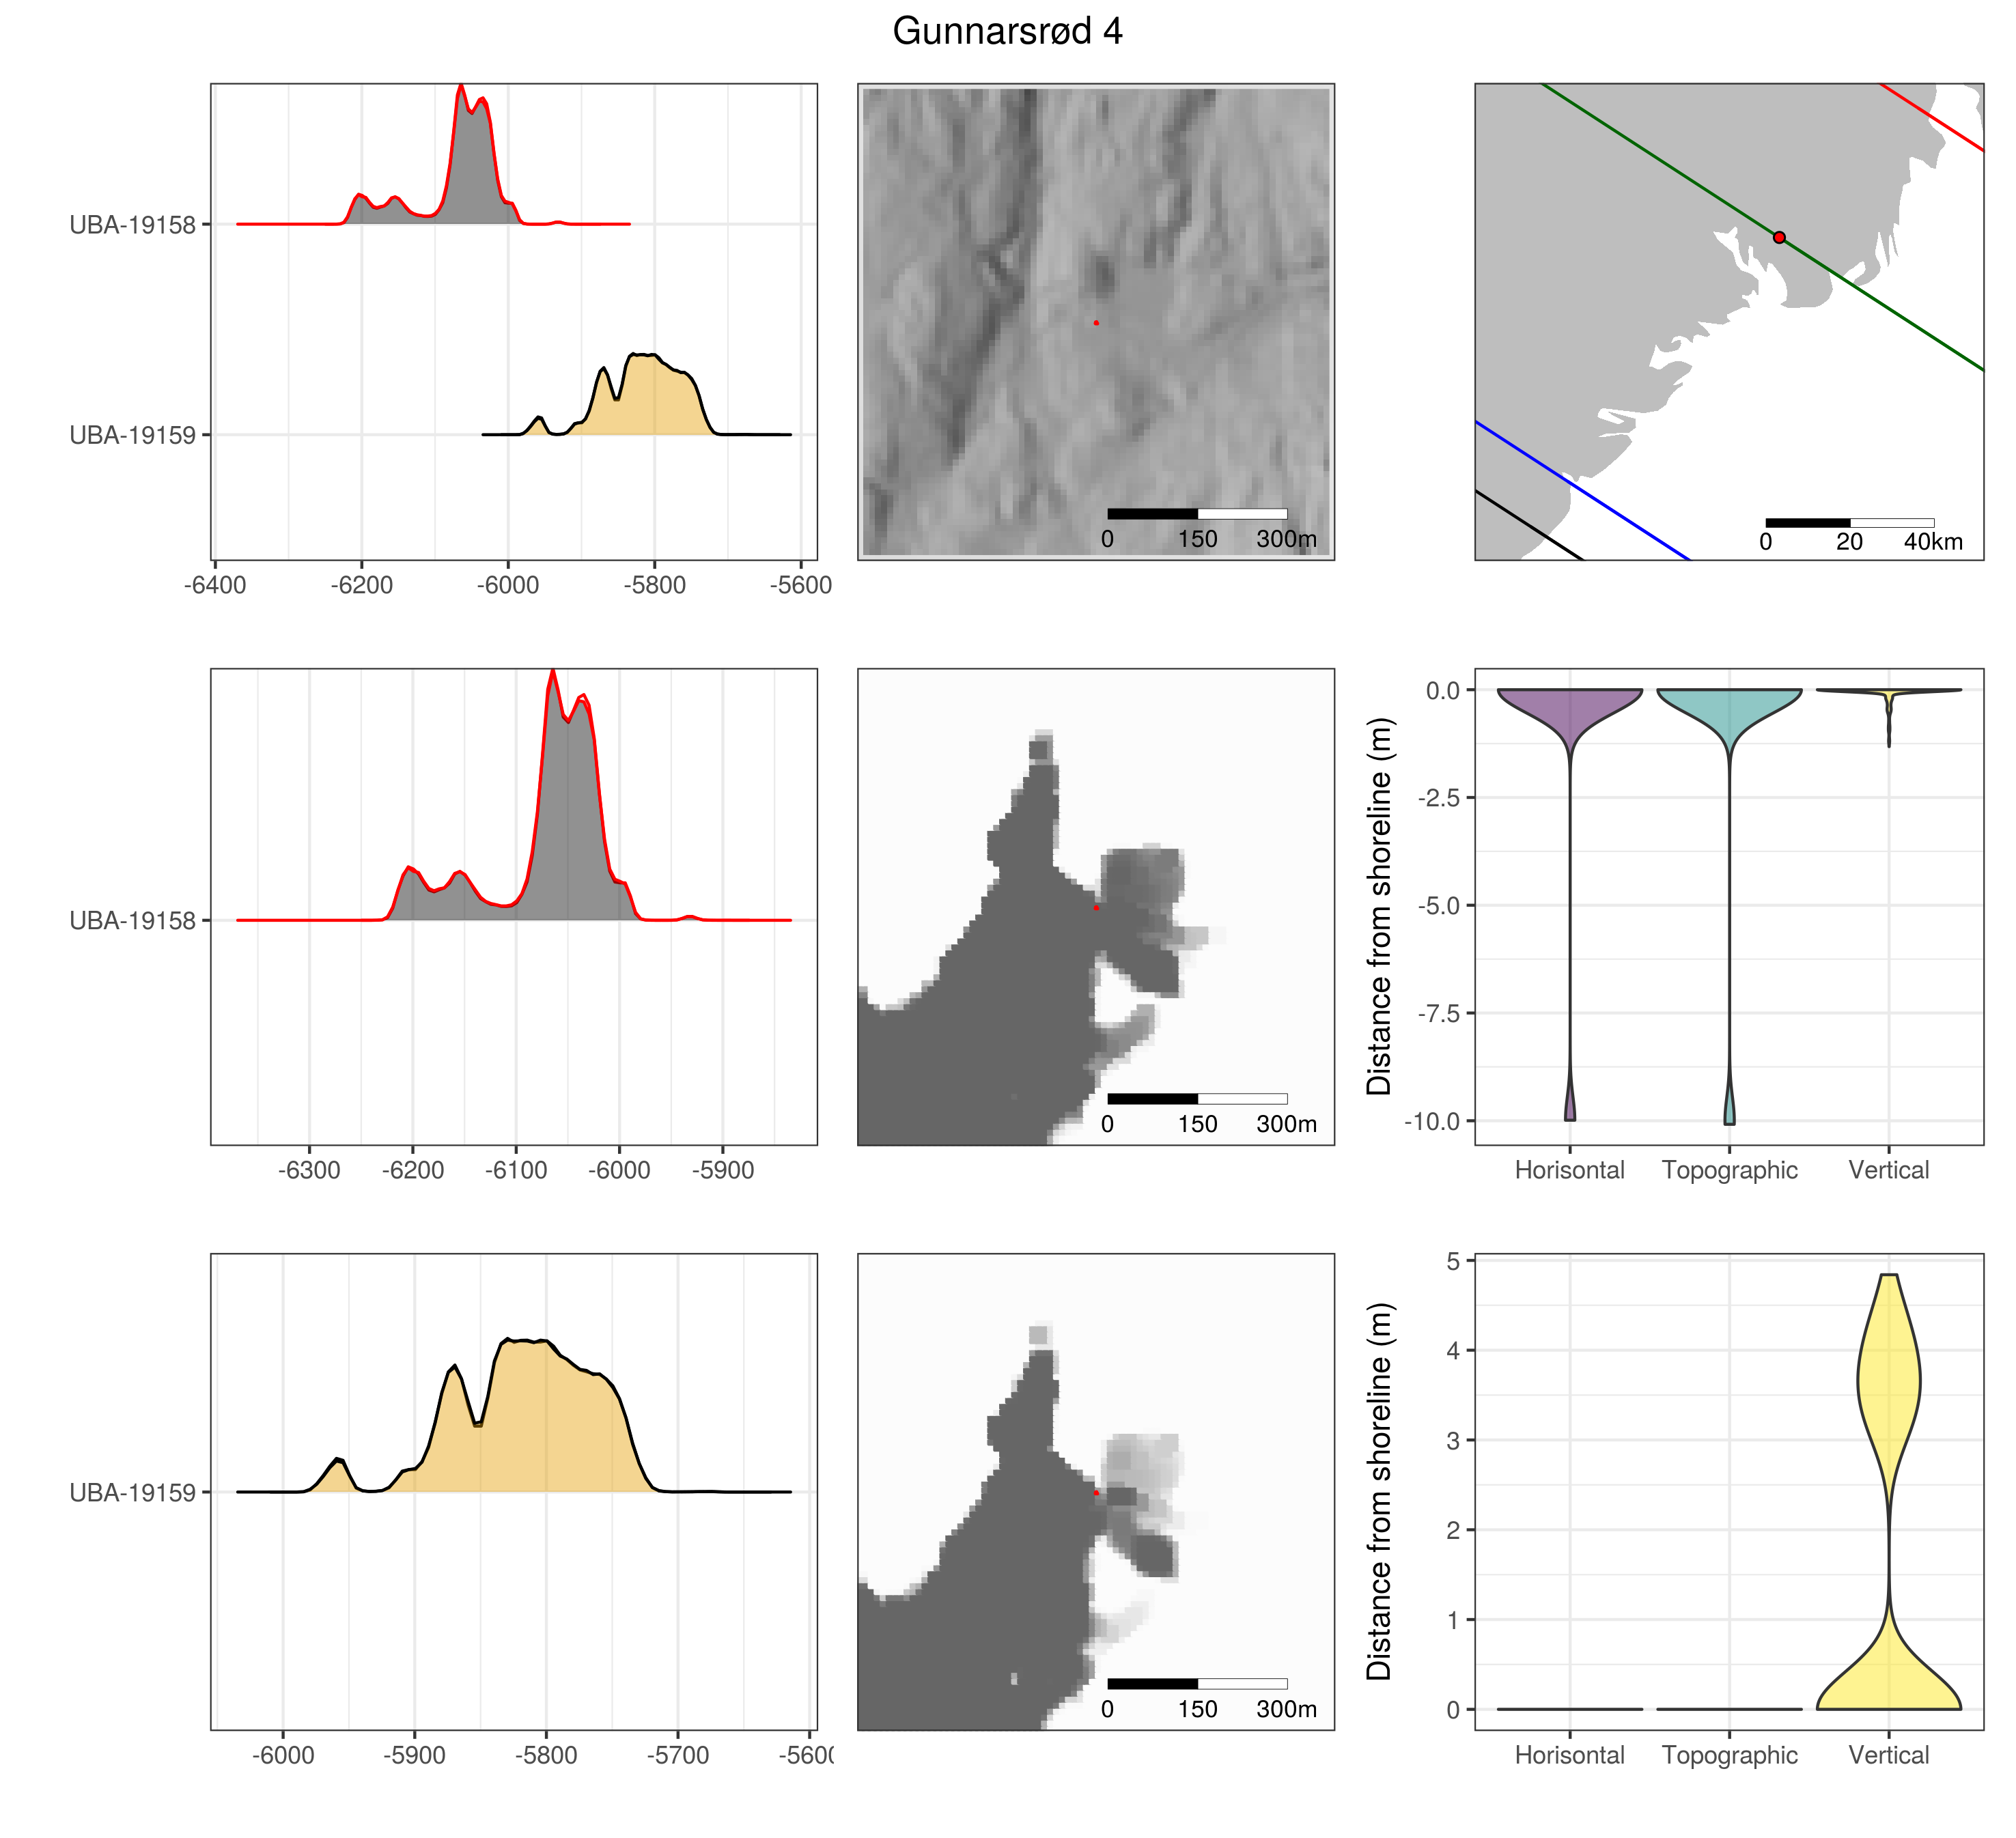 Gunnarsrød 4
UBA-19158
UBA-19159
-6400 -6200 -6000 -5800 -5600
0 150 300m
0 20 40km
UBA-19158
-6300 -6200 -6100 -6000 -5900
0 150 300m
Distance from shoreline (m)
0.0
-2.5
-5.0
-7.5
-10.0
Horisontal Topographic Vertical
UBA-19159
-6000 -5900 -5800 -5700 -560
0 150 300m
Distance from shoreline (m)
5
4
3
2
1
0
Horisontal Topographic Vertical